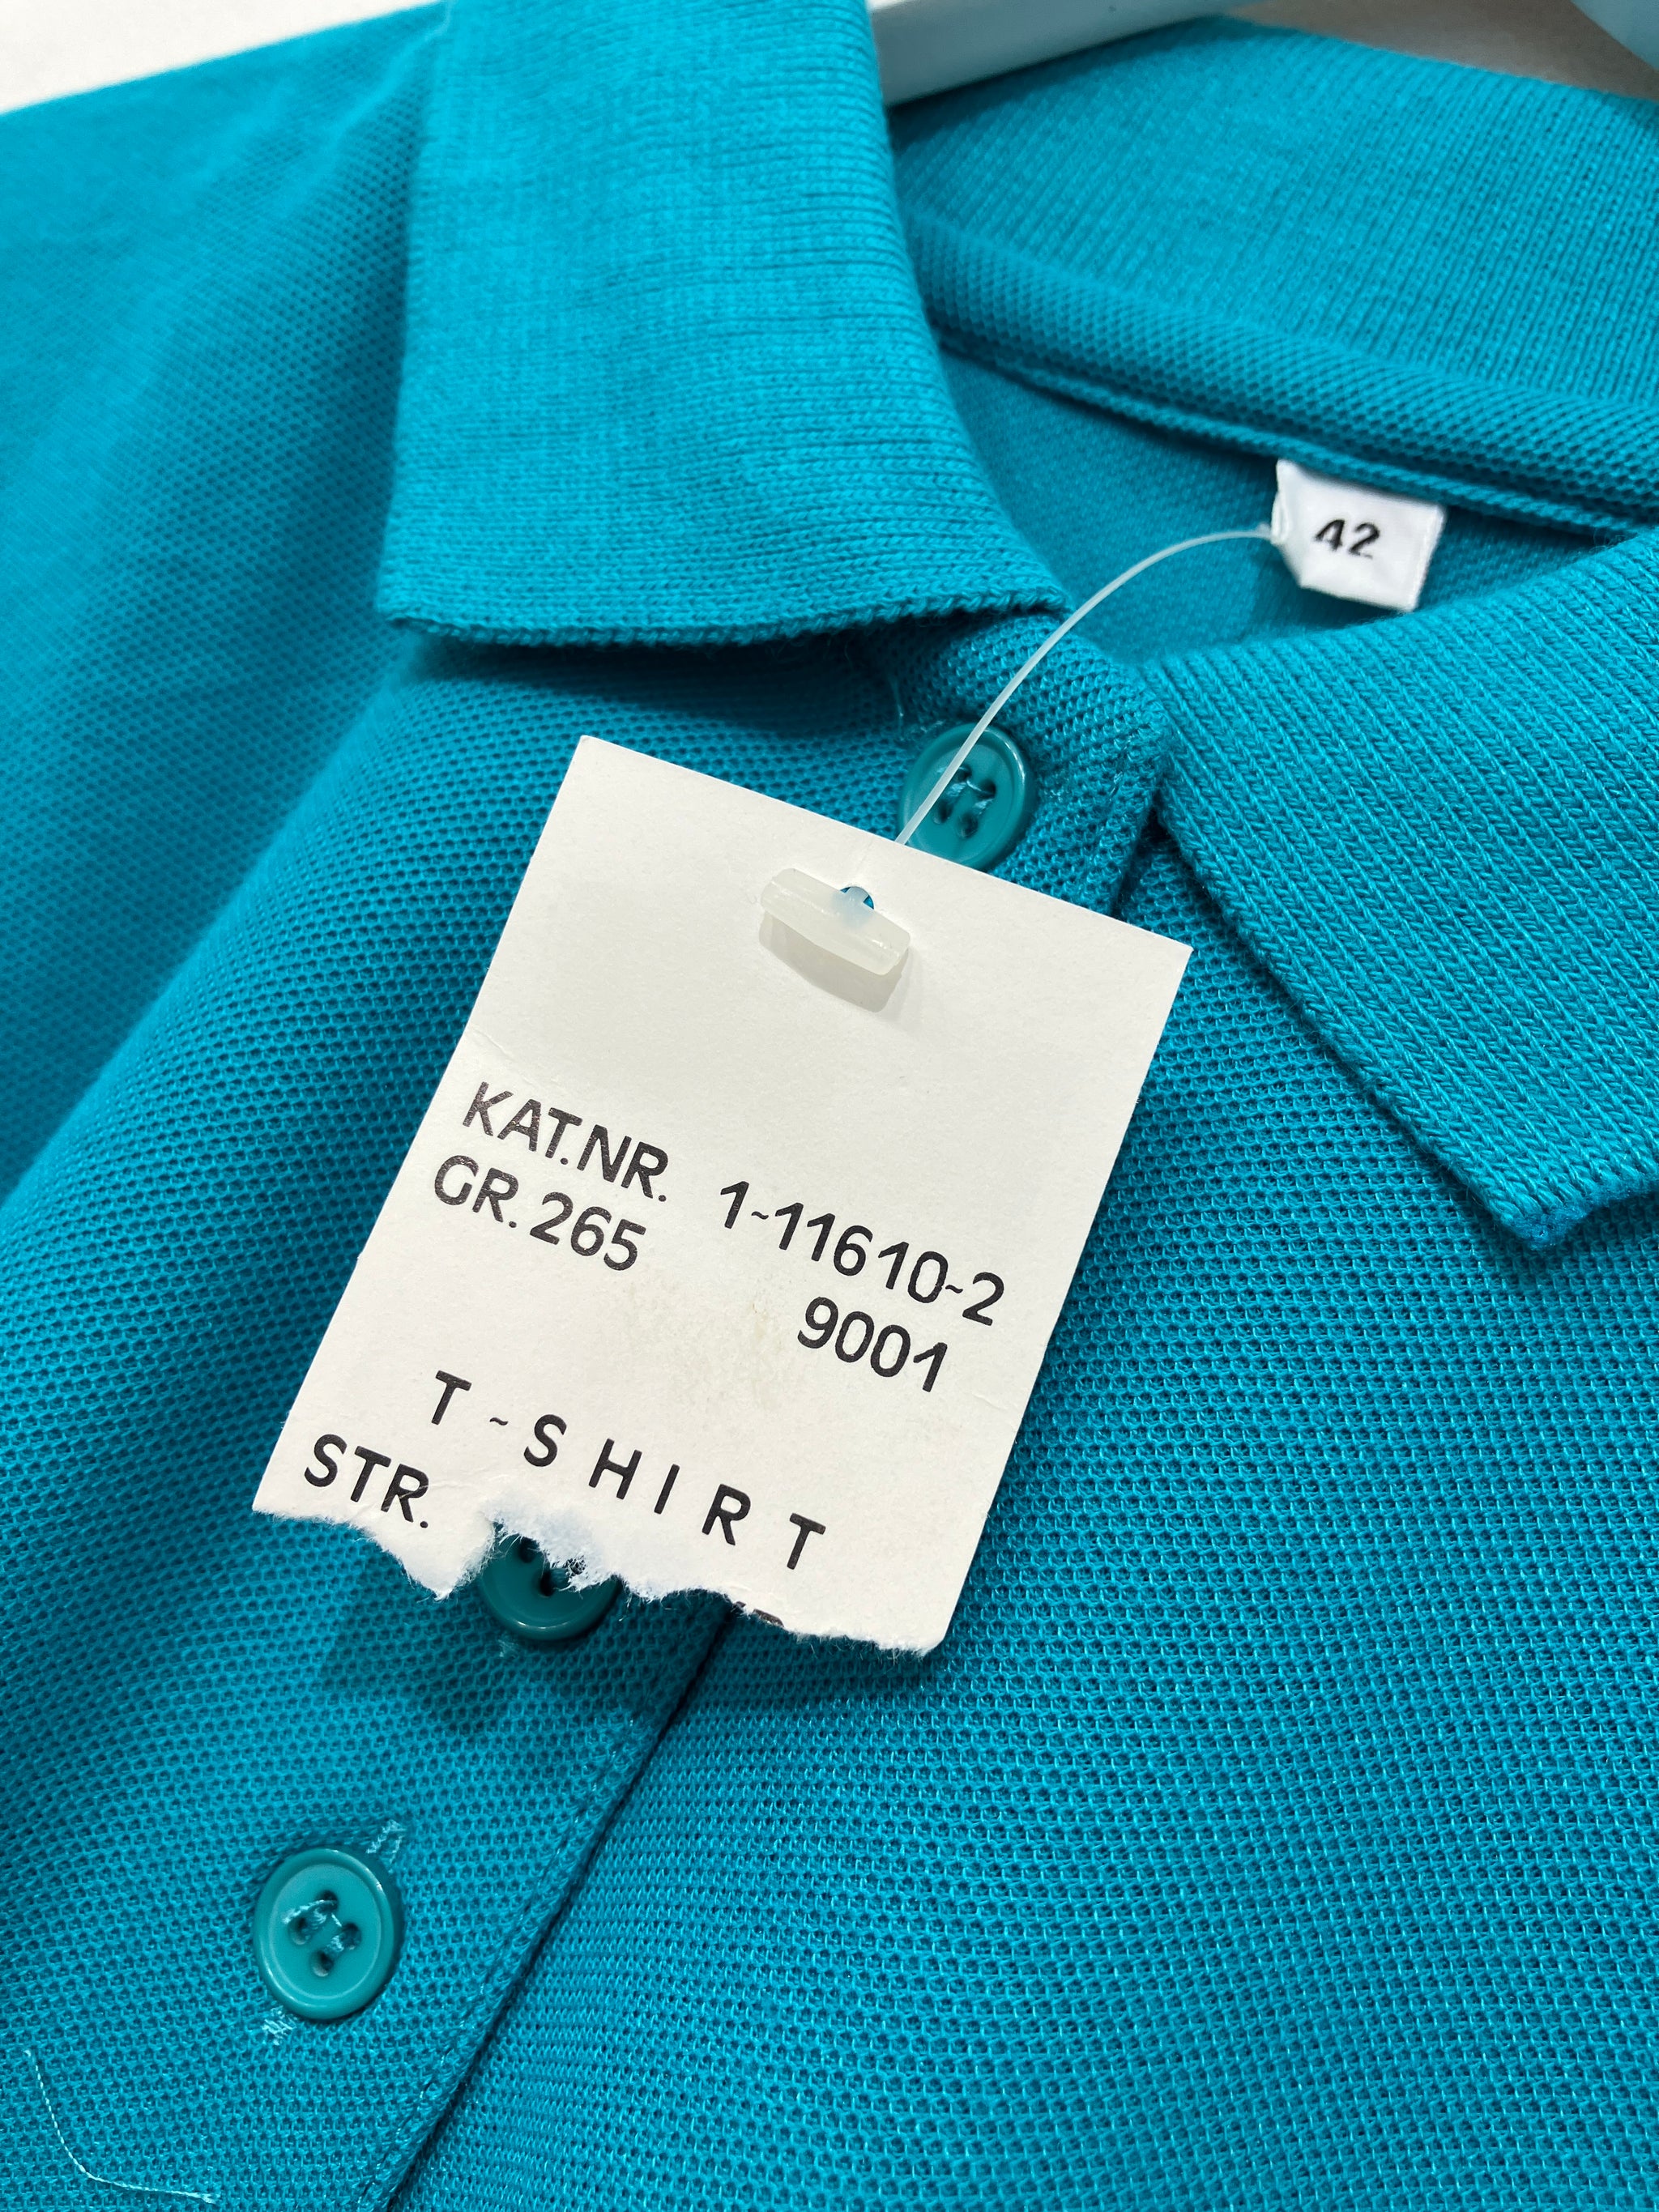 42
KAT.NR. 1-11610-2
GR. 265 9001
T-SHIRT
STR.